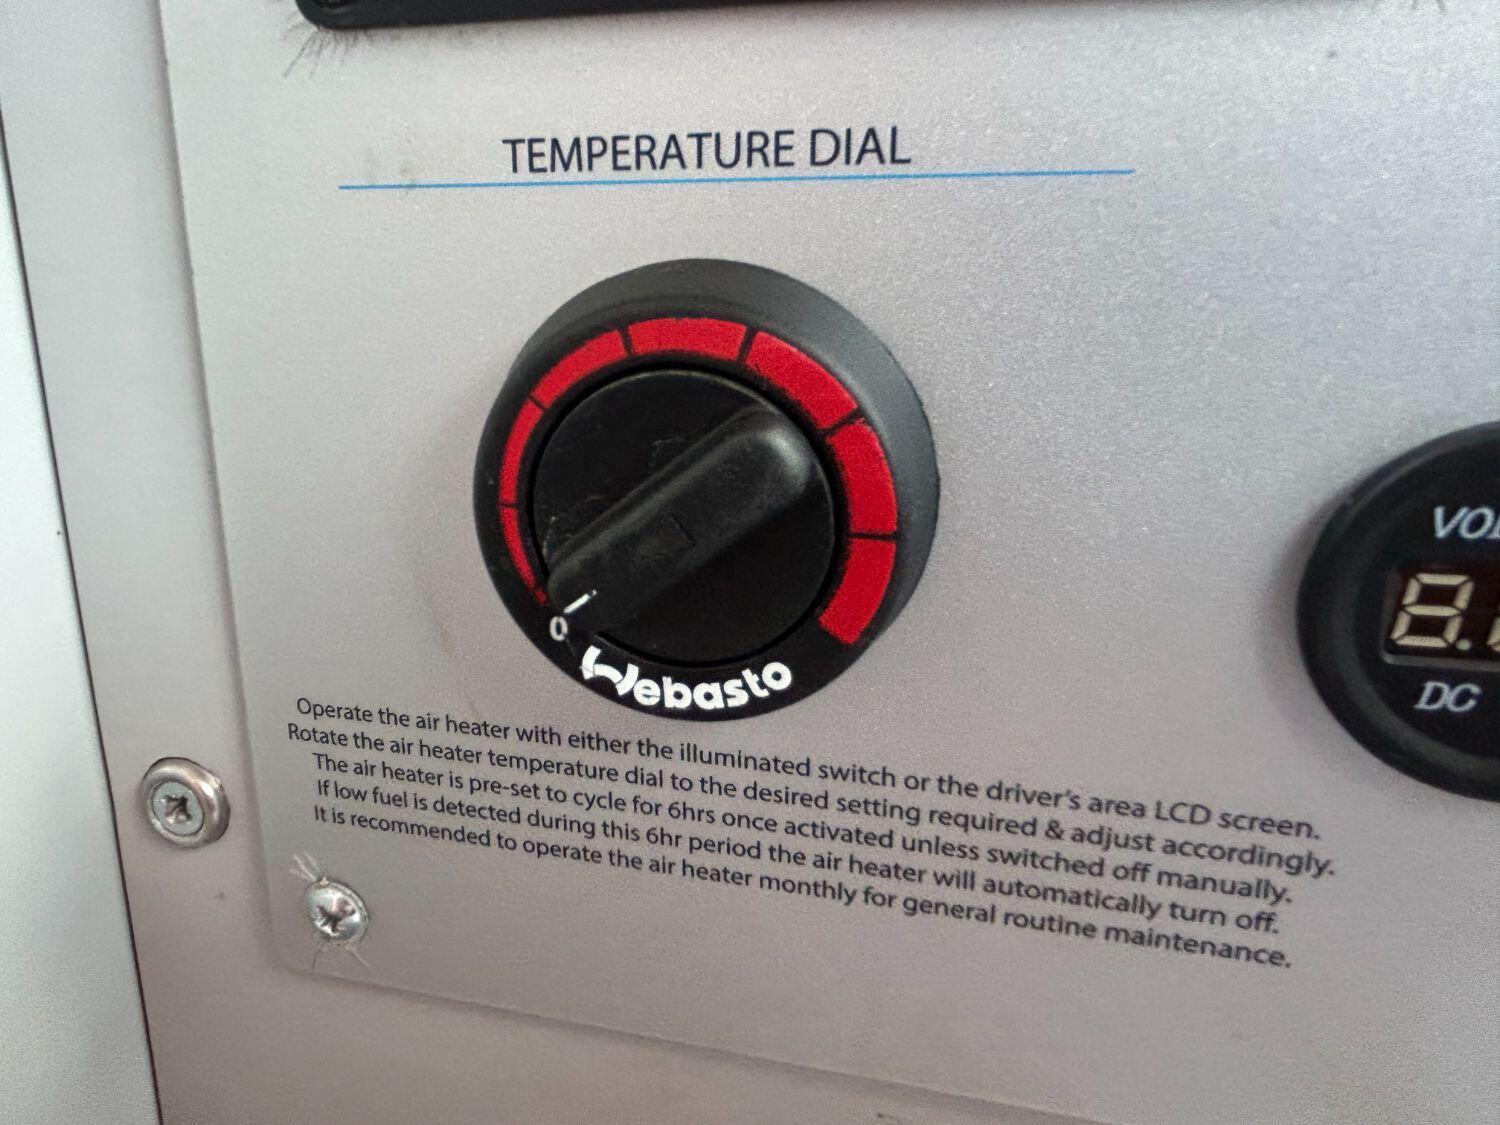 TEMPERATURE DIAL
0
Webasto
DC
Operate the air heater with either the illuminated switch or the driver's area LCD screen.
Rotate the air heater temperature dial to the desired setting required & adjust accordingly.
The air heater is pre-set to cycle for 6hrs once activated unless switched off manually.
If low fuel is detected during this 6hr period the air heater will automatically turn off.
It is recommended to operate the air heater monthly for general routine maintenance.